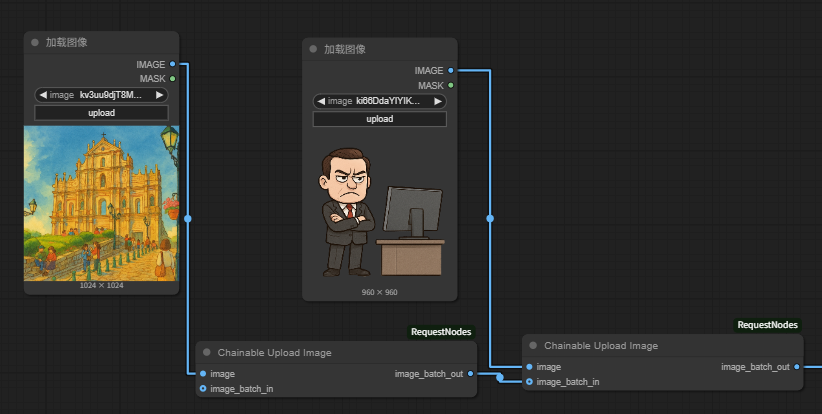 加载图像
IMAGE
MASK
image kv3uu9djT8M...
upload
1024 × 1024
加载图像
IMAGE
MASK
image ki66DdaYIYIK...
upload
960 × 960
RequestNodes
Chainable Upload Image
image image_batch_out
image_batch_in
RequestNodes
Chainable Upload Image
image image_batch_out
image_batch_in